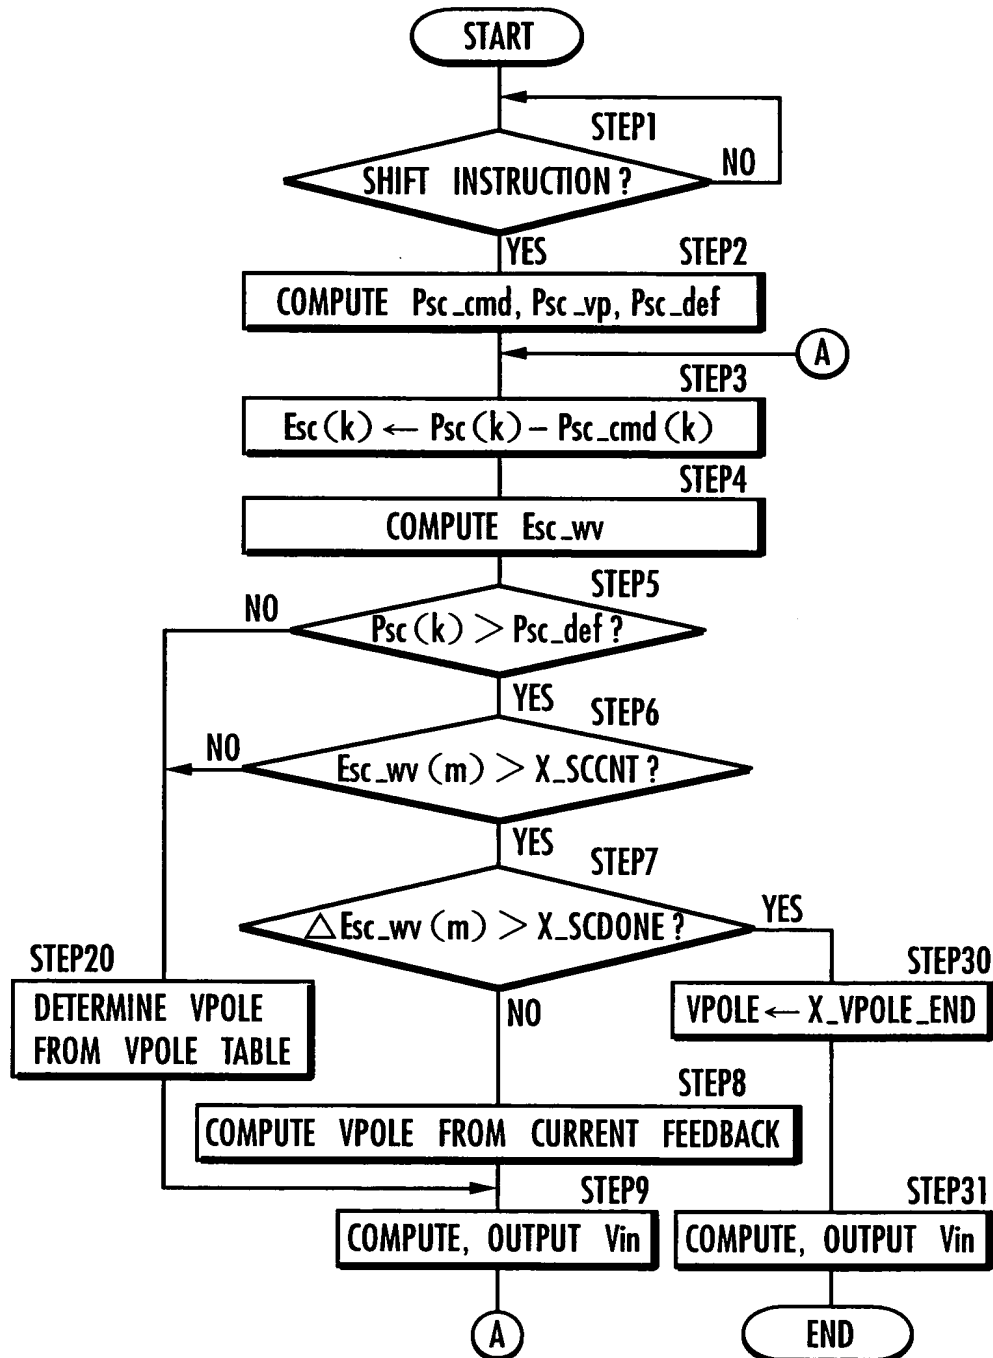 START
STEP1
SHIFT INSTRUCTION?
NO
YES
STEP2
COMPUTE Psc_cmd, Psc_vp, Psc_def
A
STEP3
Esc(k) ← Psc(k) − Psc_cmd(k)
STEP4
COMPUTE Esc_wv
STEP5
NO
Psc(k) > Psc_def?
YES
STEP6
NO
Esc_wv(m) > X_SCCNT?
YES
STEP7
△Esc_wv(m) > X_SCDONE?
YES
NO
STEP20
DETERMINE VPOLE
FROM VPOLE TABLE
STEP30
VPOLE ← X_VPOLE_END
STEP8
COMPUTE VPOLE FROM CURRENT FEEDBACK
STEP9
COMPUTE, OUTPUT Vin
STEP31
COMPUTE, OUTPUT Vin
A
END